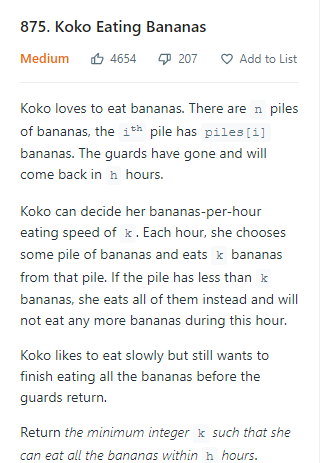 875. Koko Eating Bananas
Medium 4654 207 Add to List
Koko loves to eat bananas. There are n piles
of bananas, the ith pile has piles[i]
bananas. The guards have gone and will
come back in h hours.
Koko can decide her bananas-per-hour
eating speed of k. Each hour, she chooses
some pile of bananas and eats k bananas
from that pile. If the pile has less than k
bananas, she eats all of them instead and will
not eat any more bananas during this hour.
Koko likes to eat slowly but still wants to
finish eating all the bananas before the
guards return.
Return the minimum integer k such that she
can eat all the bananas within h hours.